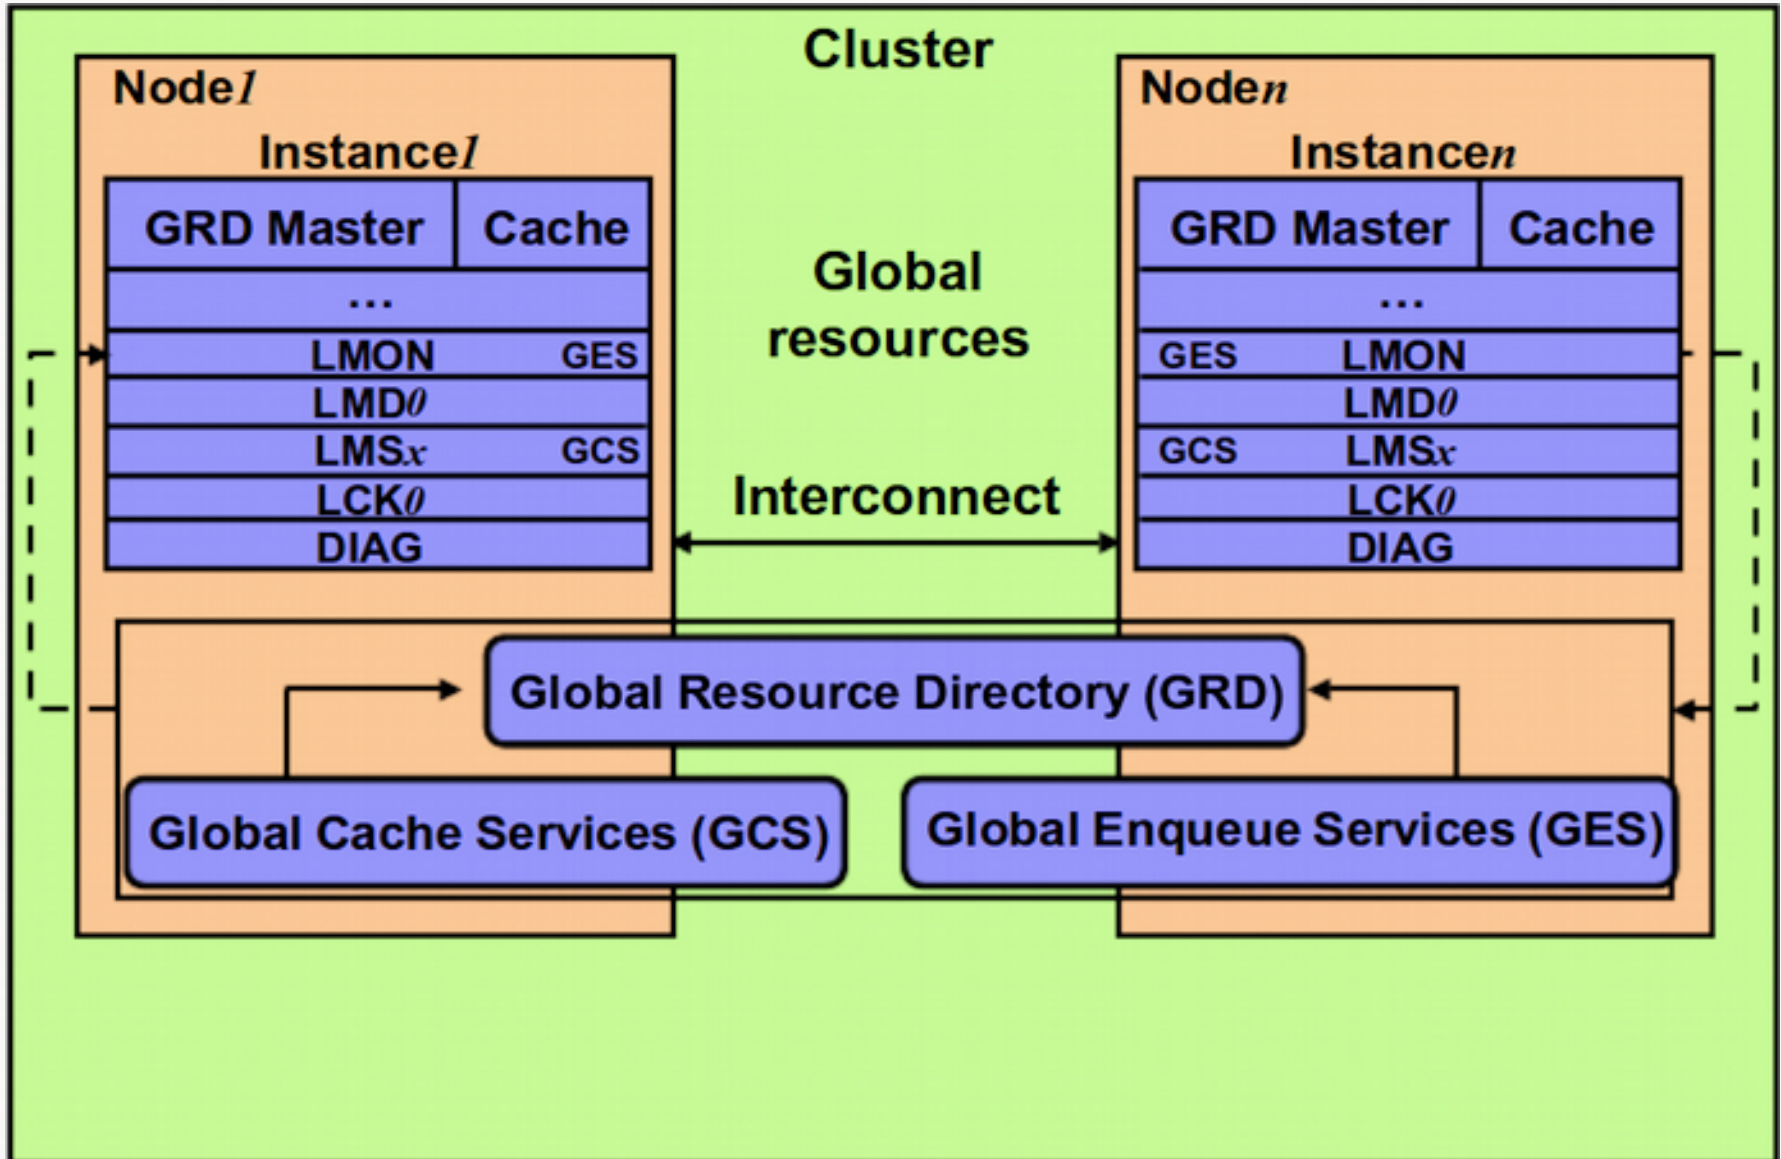 Cluster
Node1
Instance1
GRD Master Cache
...
LMON GES
LMD0
LMSx GCS
LCK0
DIAG
Global
resources
Interconnect
Noden
Instancen
GRD Master Cache
...
GES LMON
LMD0
GCS LMSx
LCK0
DIAG
Global Resource Directory (GRD)
Global Cache Services (GCS)
Global Enqueue Services (GES)